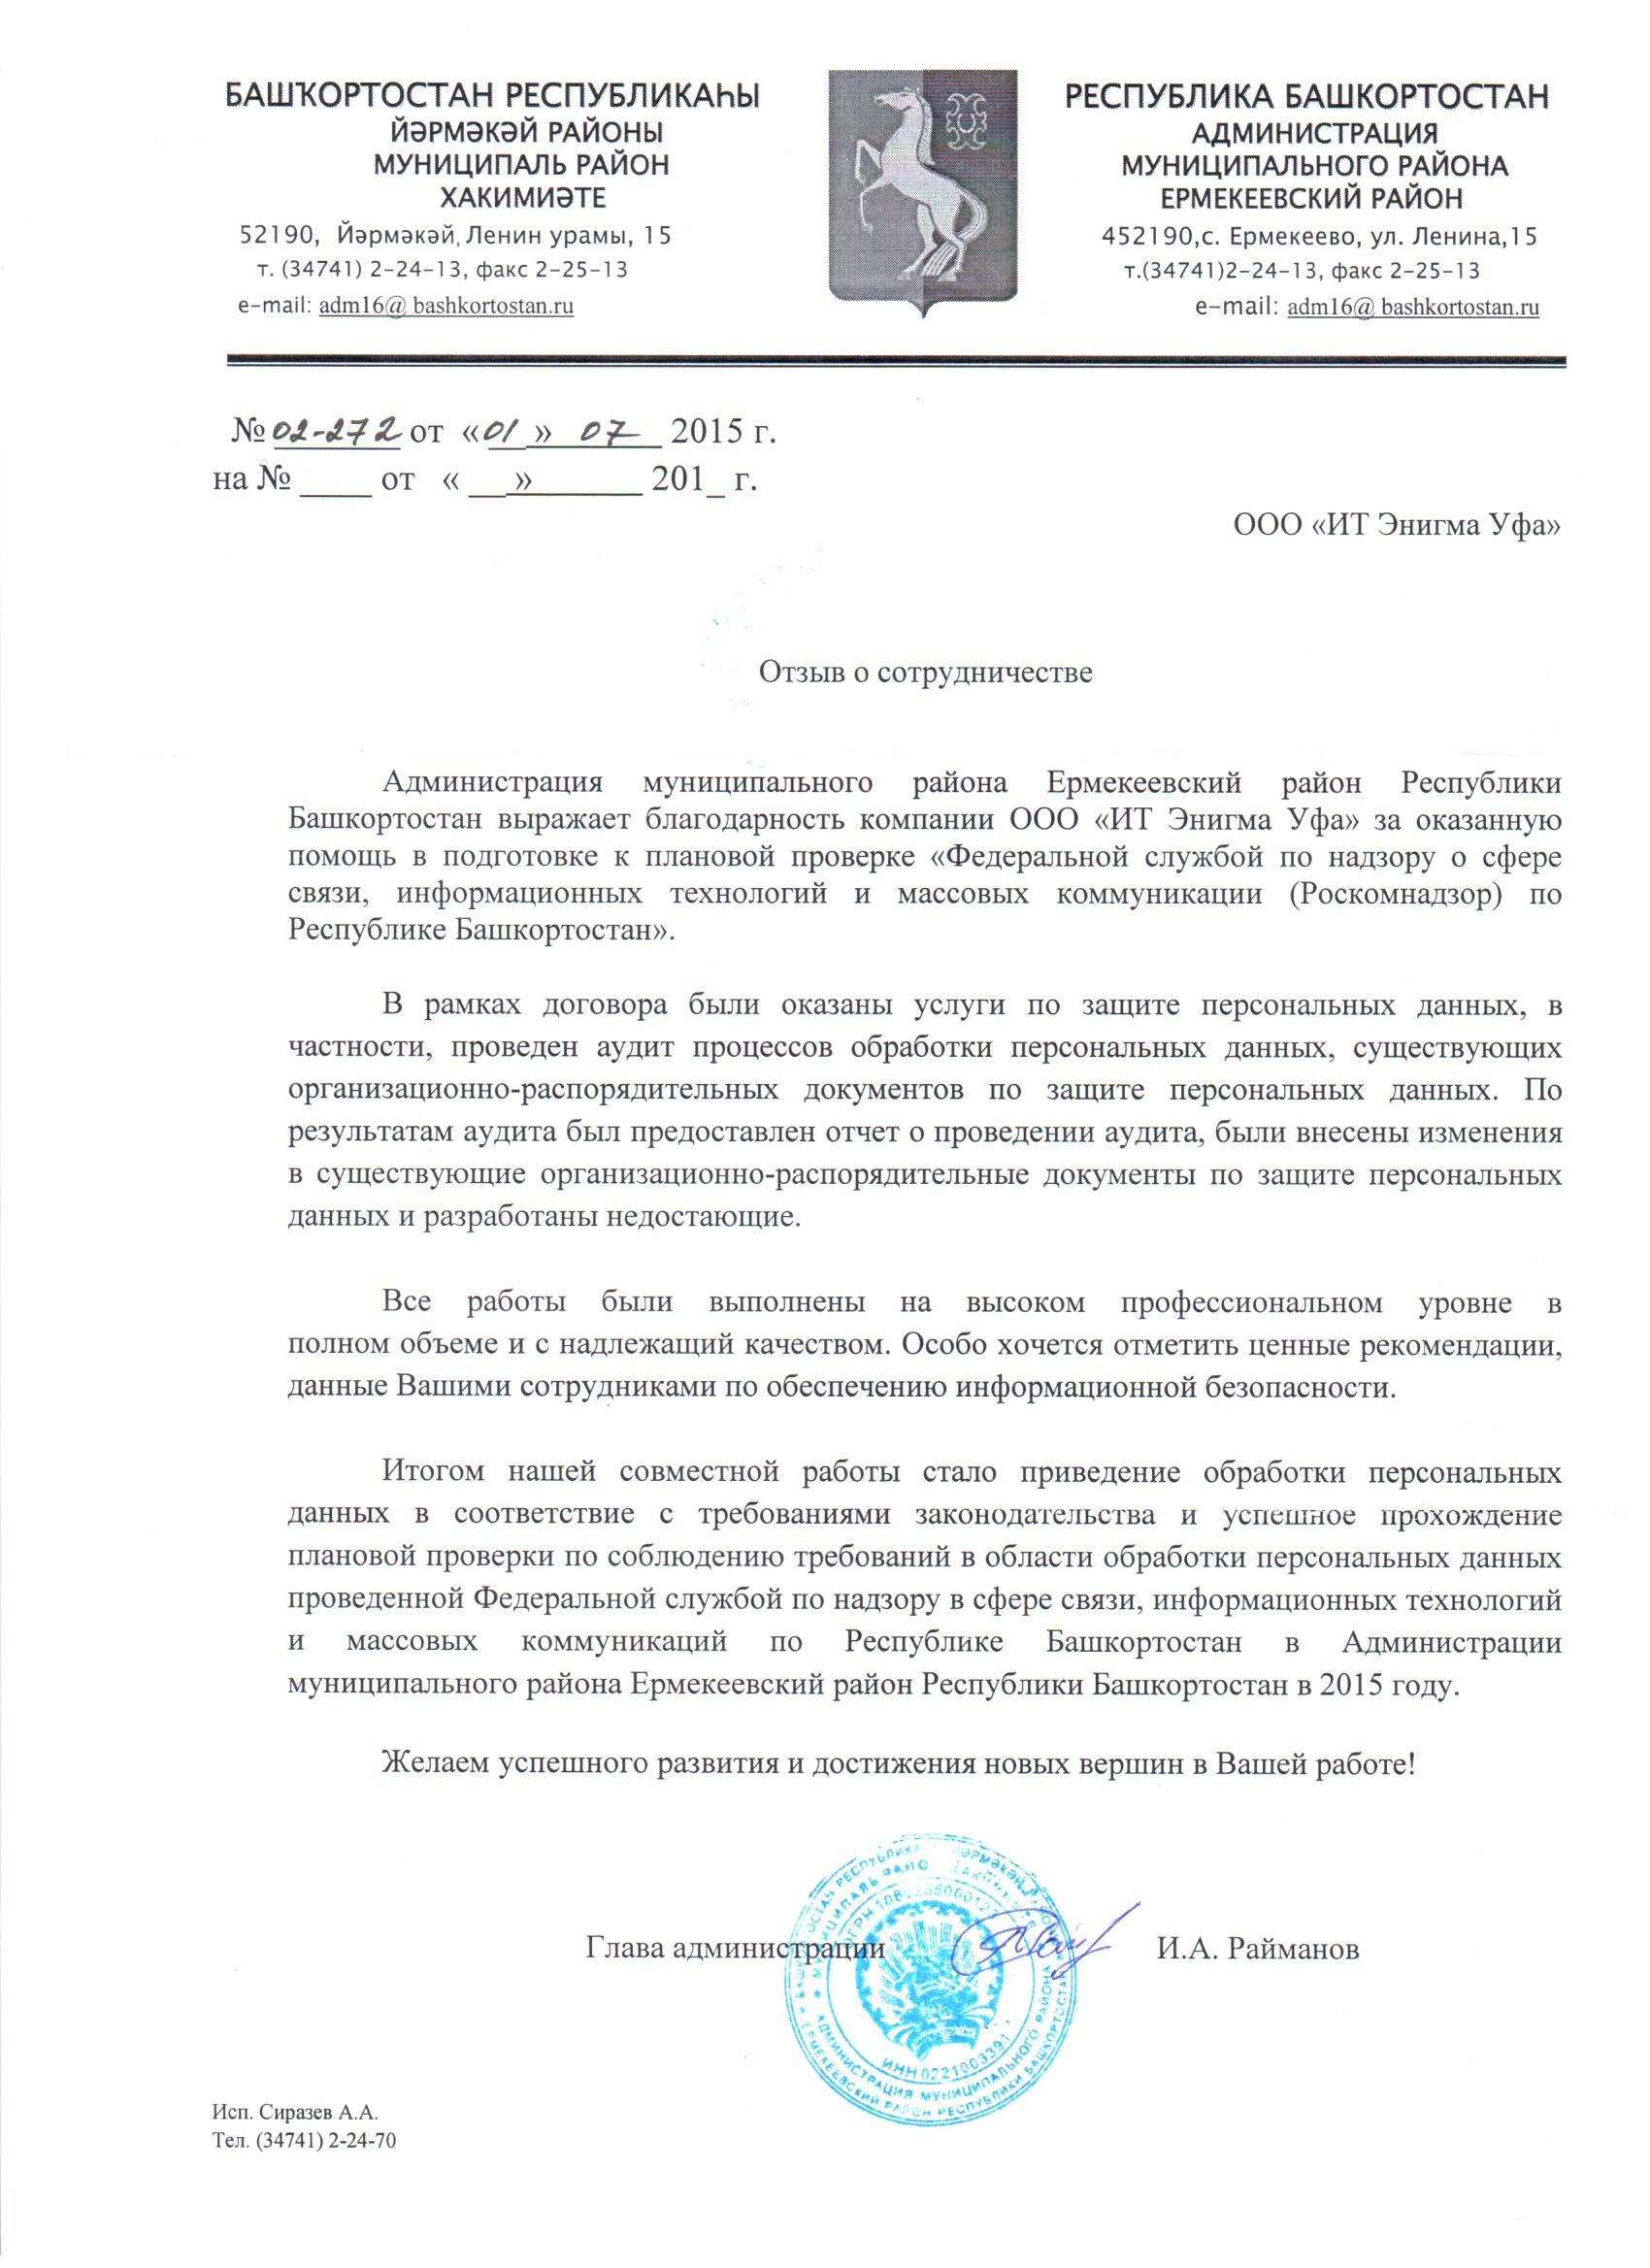 БАШҠОРТОСТАН РЕСПУБЛИКАҺЫ
ЙӘРМӘКӘЙ РАЙОНЫ
МУНИЦИПАЛЬ РАЙОН
ХАКИМИӘТЕ
52190, Йәрмәкәй, Ленин урамы, 15
т. (34741) 2-24-13, факс 2-25-13
e-mail: adm16@ bashkortostan.ru
РЕСПУБЛИКА БАШКОРТОСТАН
АДМИНИСТРАЦИЯ
МУНИЦИПАЛЬНОГО РАЙОНА
ЕРМЕКЕЕВСКИЙ РАЙОН
452190,с. Ермекеево, ул. Ленина,15
т.(34741)2-24-13, факс 2-25-13
e-mail: adm16@ bashkortostan.ru
№ 02-272 от «01» 07 2015 г.
на № ____ от « __»_______ 201_ г.
ООО «ИТ Энигма Уфа»
Отзыв о сотрудничестве
Администрация муниципального района Ермекеевский район Республики
Башкортостан выражает благодарность компании ООО «ИТ Энигма Уфа» за оказанную
помощь в подготовке к плановой проверке «Федеральной службой по надзору о сфере
связи, информационных технологий и массовых коммуникации (Роскомнадзор) по
Республике Башкортостан».
В рамках договора были оказаны услуги по защите персональных данных, в
частности, проведен аудит процессов обработки персональных данных, существующих
организационно-распорядительных документов по защите персональных данных. По
результатам аудита был предоставлен отчет о проведении аудита, были внесены изменения
в существующие организационно-распорядительные документы по защите персональных
данных и разработаны недостающие.
Все работы были выполнены на высоком профессиональном уровне в
полном объеме и с надлежащий качеством. Особо хочется отметить ценные рекомендации,
данные Вашими сотрудниками по обеспечению информационной безопасности.
Итогом нашей совместной работы стало приведение обработки персональных
данных в соответствие с требованиями законодательства и успешное прохождение
плановой проверки по соблюдению требований в области обработки персональных данных
проведенной Федеральной службой по надзору в сфере связи, информационных технологий
и массовых коммуникаций по Республике Башкортостан в Администрации
муниципального района Ермекеевский район Республики Башкортостан в 2015 году.
Желаем успешного развития и достижения новых вершин в Вашей работе!
Глава администрации И.А. Райманов
ИНН 0221003391
АДМИНИСТРАЦИЯ МУНИЦИПАЛЬНОГО РАЙОНА
ЕРМЕКЕЕВСКИЙ РАЙОН РЕСПУБЛИКИ БАШКОРТОСТАН
Исп. Сиразев А.А.
Тел. (34741) 2-24-70